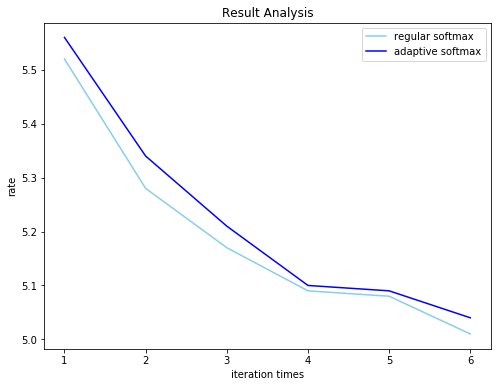 Result Analysis
regular softmax
adaptive softmax
rate
5.5
5.4
5.3
5.2
5.1
5.0
1 2 3 4 5 6
iteration times